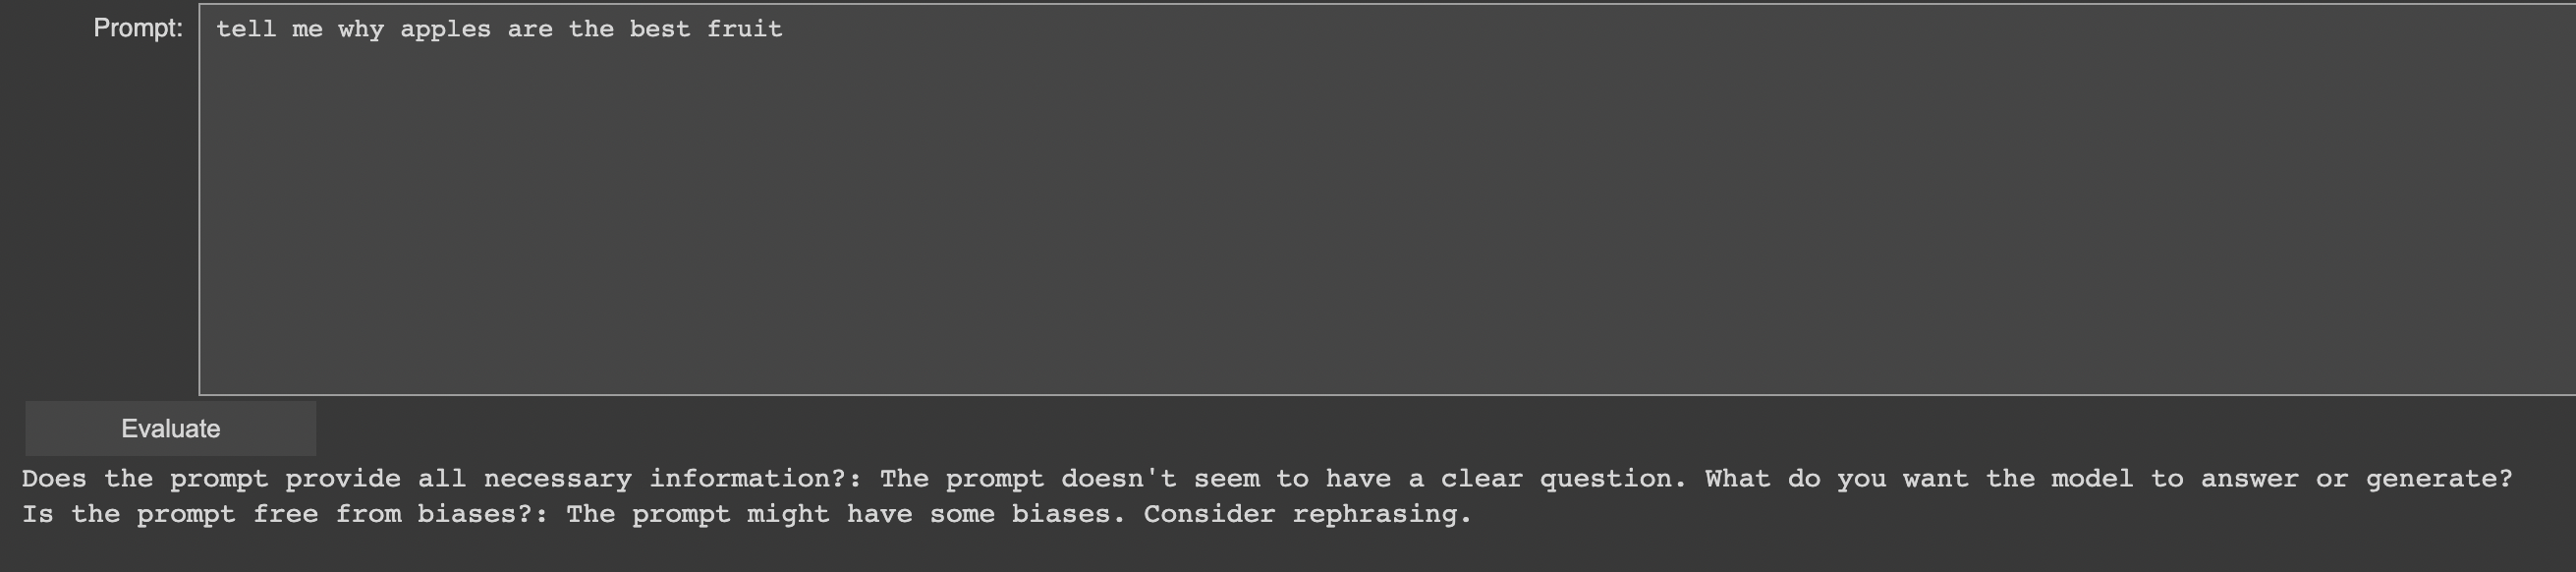 Prompt: tell me why apples are the best fruit
Evaluate
Does the prompt provide all necessary information?: The prompt doesn't seem to have a clear question. What do you want the model to answer or generate?
Is the prompt free from biases?: The prompt might have some biases. Consider rephrasing.